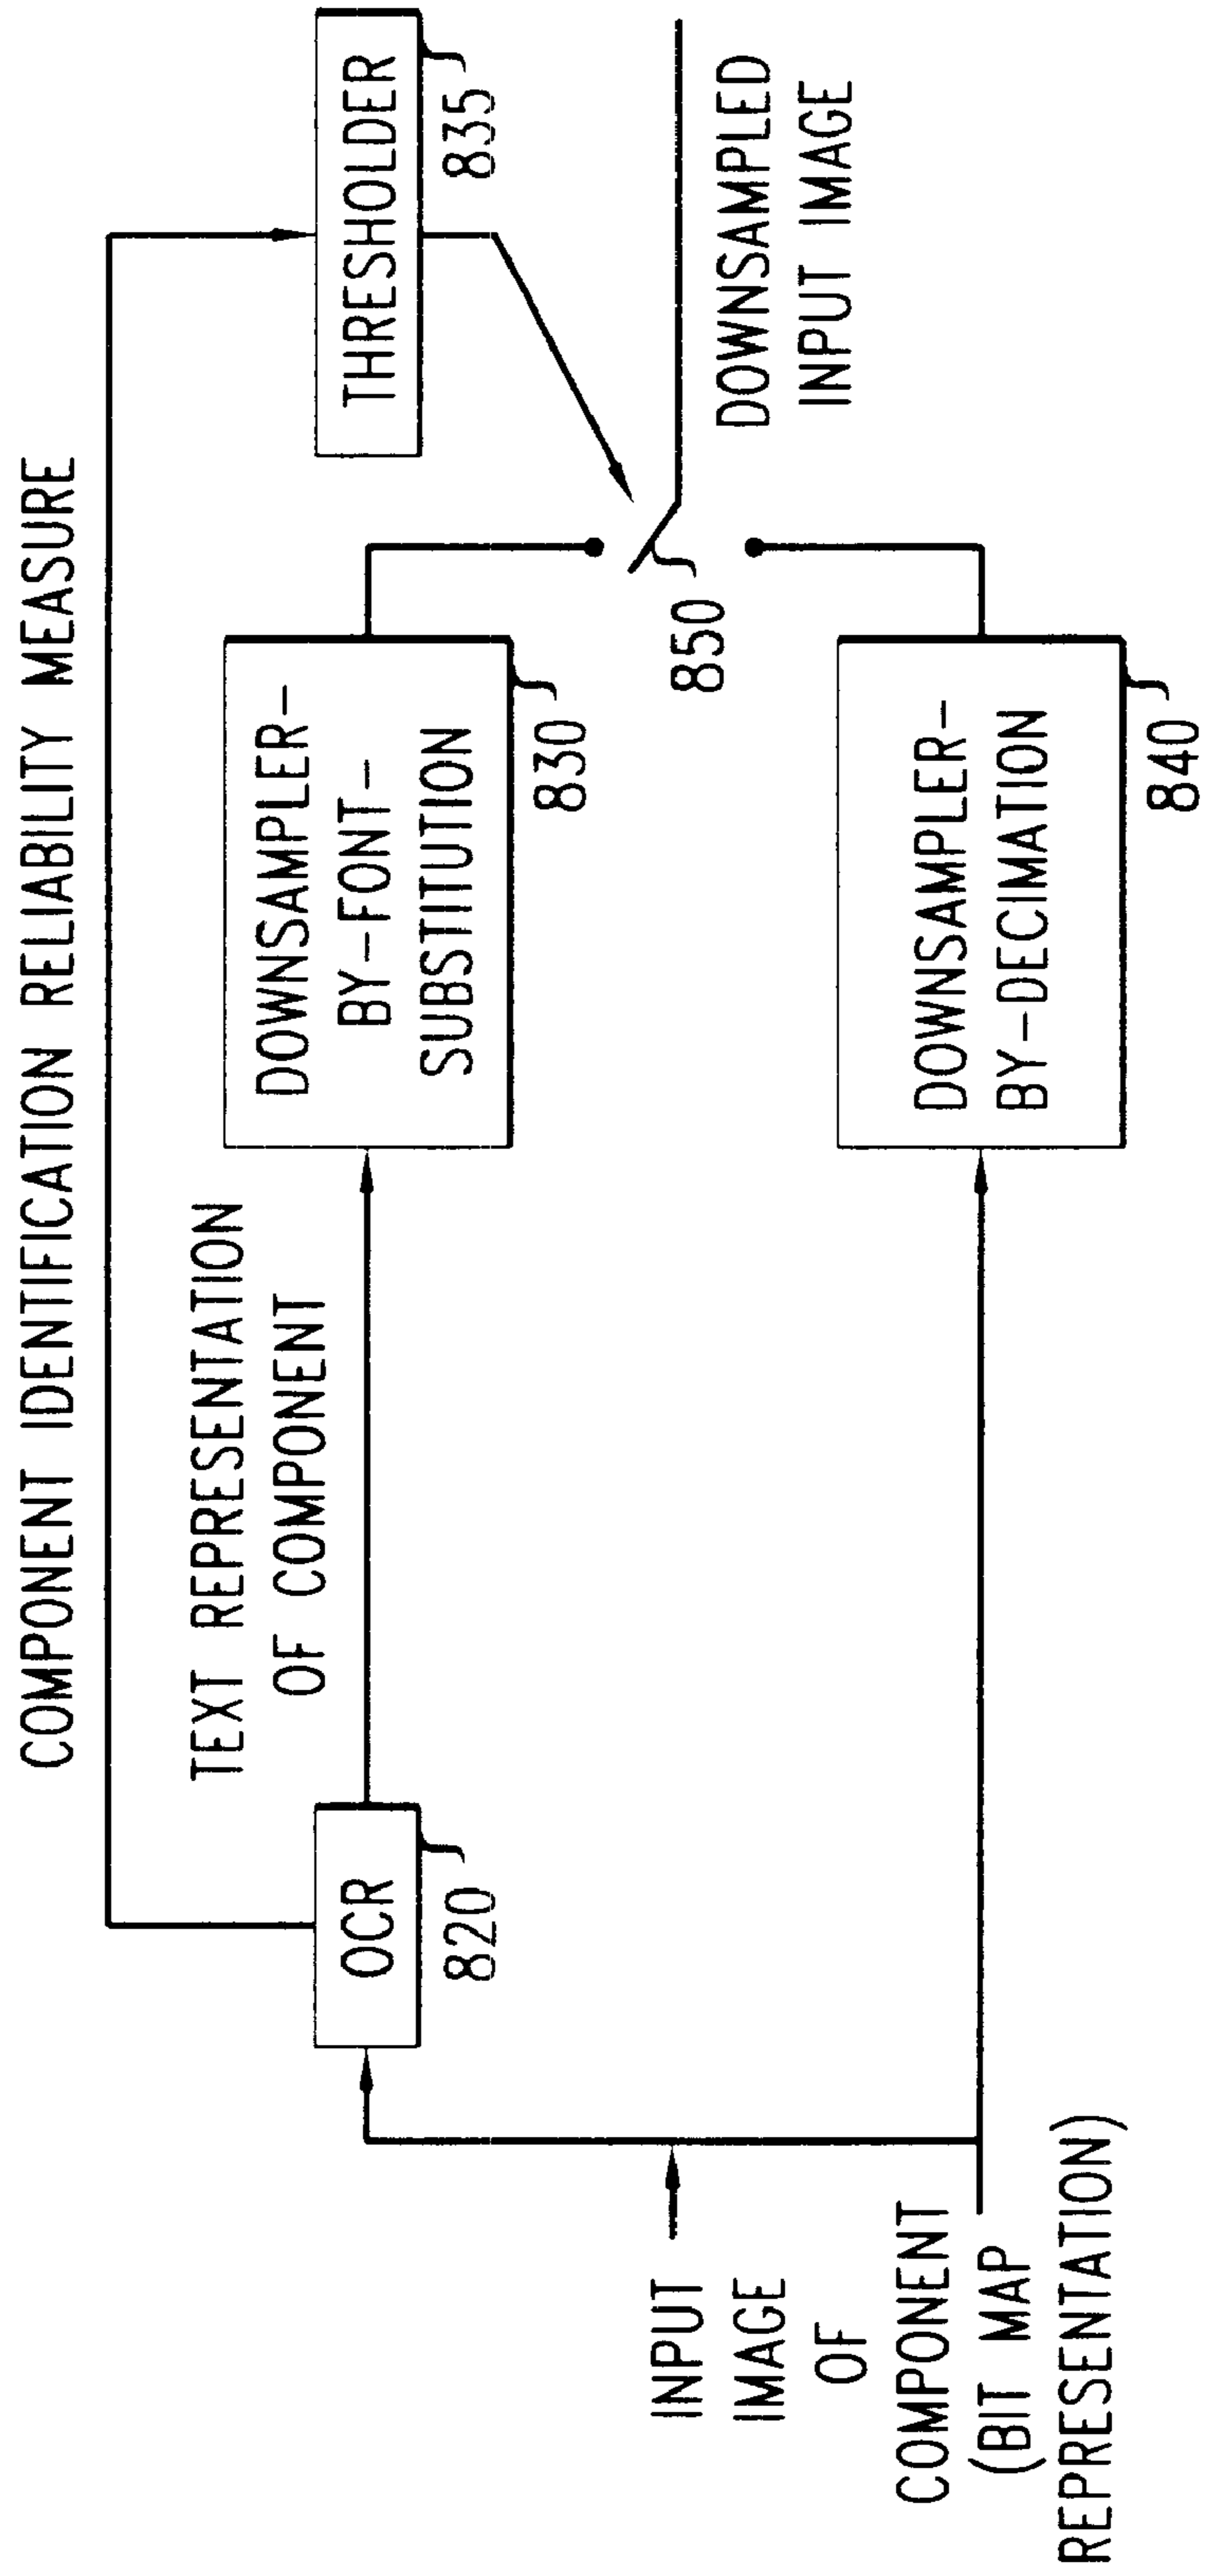 COMPONENT IDENTIFICATION RELIABILITY MEASURE
TEXT REPRESENTATION
OF COMPONENT
OCR
820
DOWNSAMPLER-
BY-FONT-
SUBSTITUTION
830
THRESHOLDER
835
INPUT
IMAGE
OF
COMPONENT
(BIT MAP
REPRESENTATION)
850
DOWNSAMPLED
INPUT IMAGE
DOWNSAMPLER-
BY-DECIMATION
840